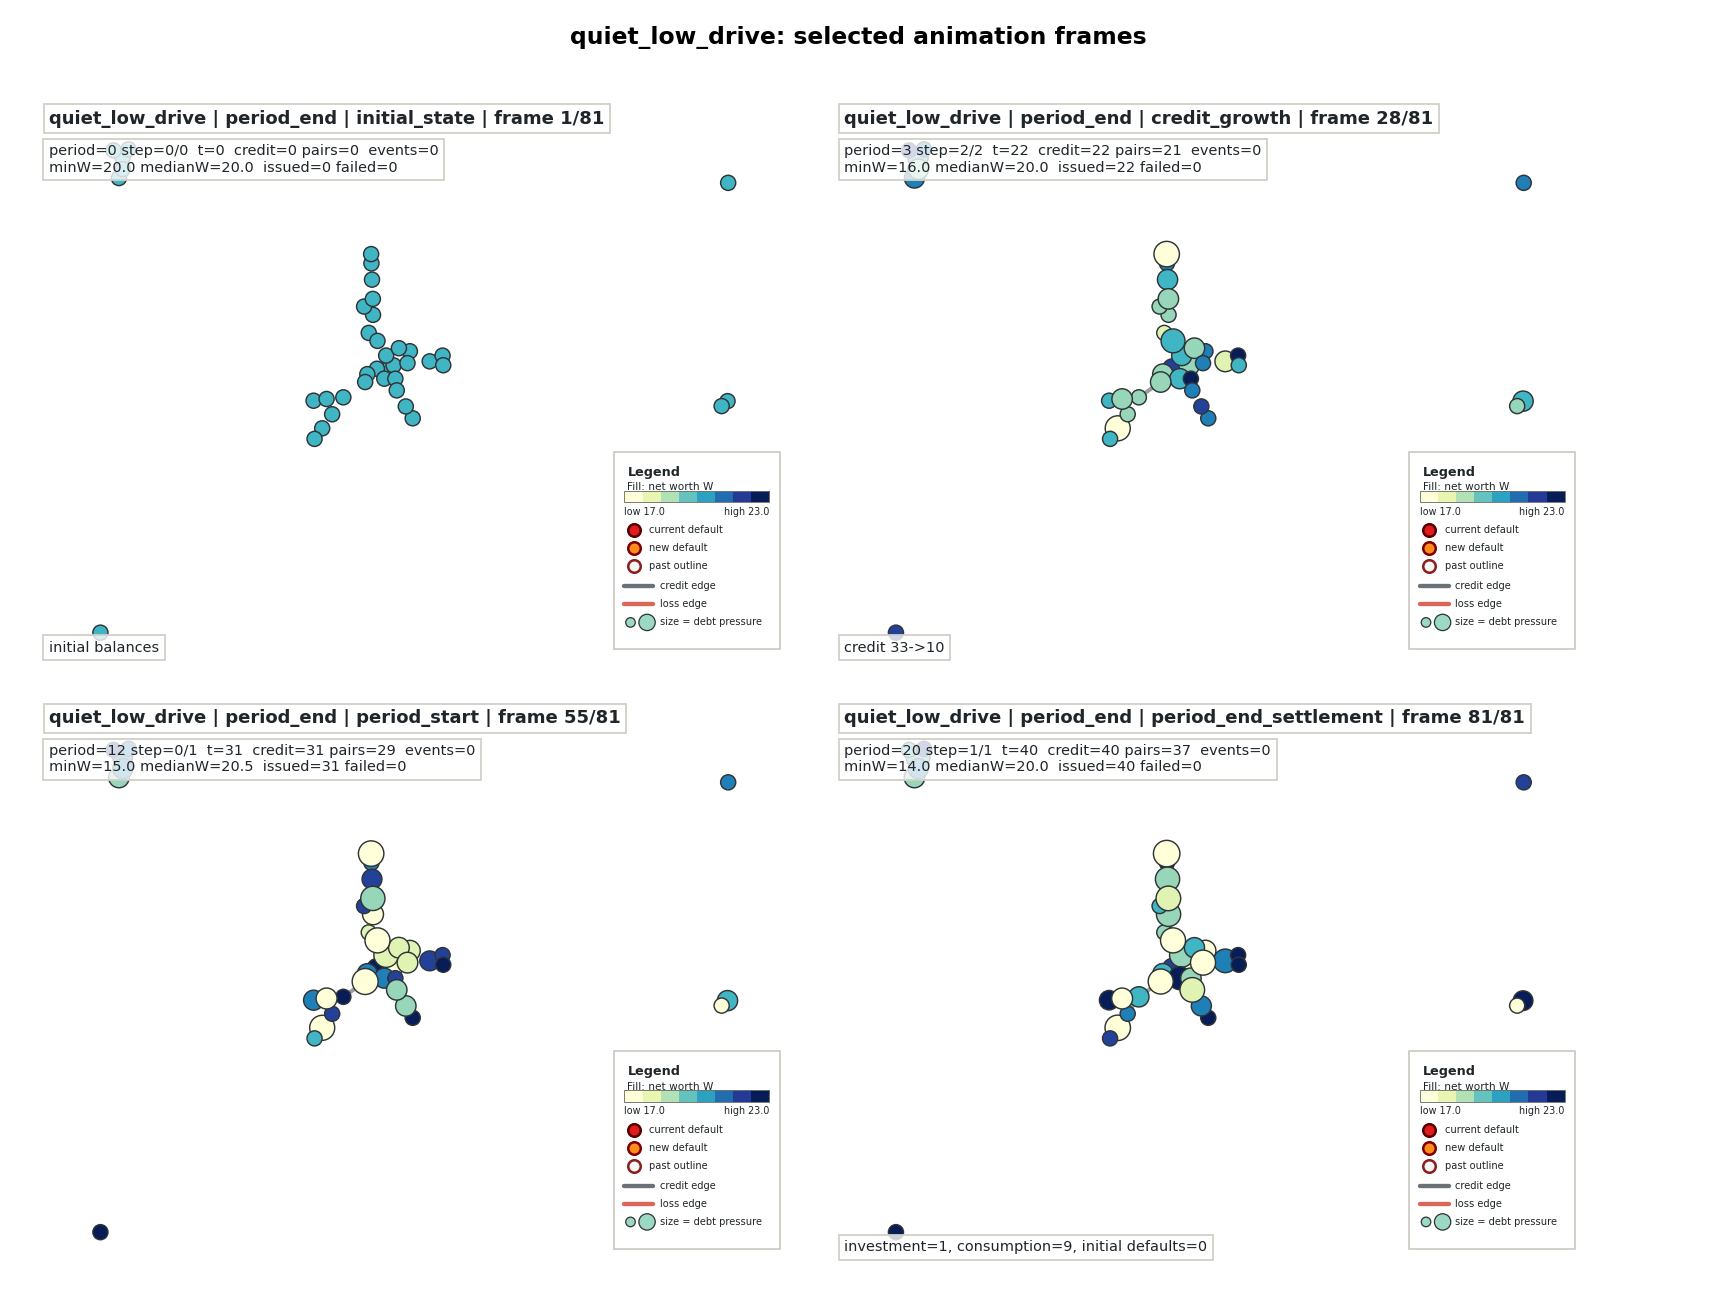 quiet_low_drive: selected animation frames
quiet_low_drive | period_end | initial_state | frame 1/81
period=0 step=0/0  t=0  credit=0 pairs=0  events=0
minW=20.0 medianW=20.0  issued=0 failed=0
Legend
Fill: net worth W
low 17.0 high 23.0
current default
new default
past outline
credit edge
loss edge
size = debt pressure
initial balances
quiet_low_drive | period_end | credit_growth | frame 28/81
period=3 step=2/2  t=22  credit=22 pairs=21  events=0
minW=16.0 medianW=20.0  issued=22 failed=0
Legend
Fill: net worth W
low 17.0 high 23.0
current default
new default
past outline
credit edge
loss edge
size = debt pressure
credit 33->10
quiet_low_drive | period_end | period_start | frame 55/81
period=12 step=0/1  t=31  credit=31 pairs=29  events=0
minW=15.0 medianW=20.5  issued=31 failed=0
Legend
Fill: net worth W
low 17.0 high 23.0
current default
new default
past outline
credit edge
loss edge
size = debt pressure
quiet_low_drive | period_end | period_end_settlement | frame 81/81
period=20 step=1/1  t=40  credit=40 pairs=37  events=0
minW=14.0 medianW=20.0  issued=40 failed=0
Legend
Fill: net worth W
low 17.0 high 23.0
current default
new default
past outline
credit edge
loss edge
size = debt pressure
investment=1, consumption=9, initial defaults=0